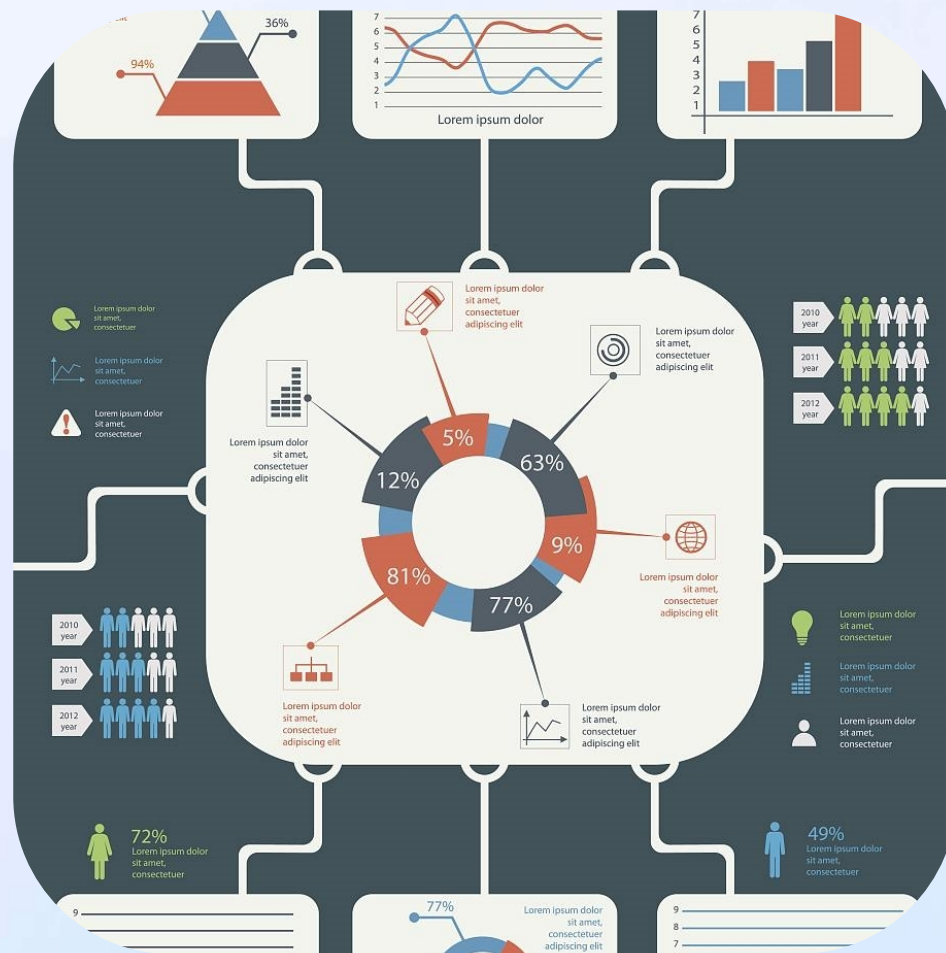 36%
94%
7
6
5
4
3
2
1
Lorem ipsum dolor
7
6
5
4
3
2
1
Lorem ipsum dolor
sit amet,
consectetuer
adipiscing elit
Lorem ipsum dolor
sit amet,
consectetuer
adipiscing elit
Lorem ipsum dolor
sit amet,
consectetuer
Lorem ipsum dolor
sit amet,
consectetuer
Lorem ipsum dolor
sit amet,
consectetuer
2010
year
2011
year
2012
year
Lorem ipsum dolor
sit amet,
consectetuer
adipiscing elit
5%
63%
12%
9%
81%
77%
Lorem ipsum dolor
sit amet,
consectetuer
adipiscing elit
Lorem ipsum dolor
sit amet,
consectetuer
adipiscing elit
Lorem ipsum dolor
sit amet,
consectetuer
adipiscing elit
2010
year
2011
year
2012
year
Lorem ipsum dolor
sit amet,
consectetuer
Lorem ipsum dolor
sit amet,
consectetuer
Lorem ipsum dolor
sit amet,
consectetuer
72%
Lorem ipsum dolor
sit amet,
consectetuer
49%
Lorem ipsum dolor
sit amet,
consectetuer
9
77%
Lorem ipsum dolor
sit amet,
consectetuer
adipiscing elit
9
8
7